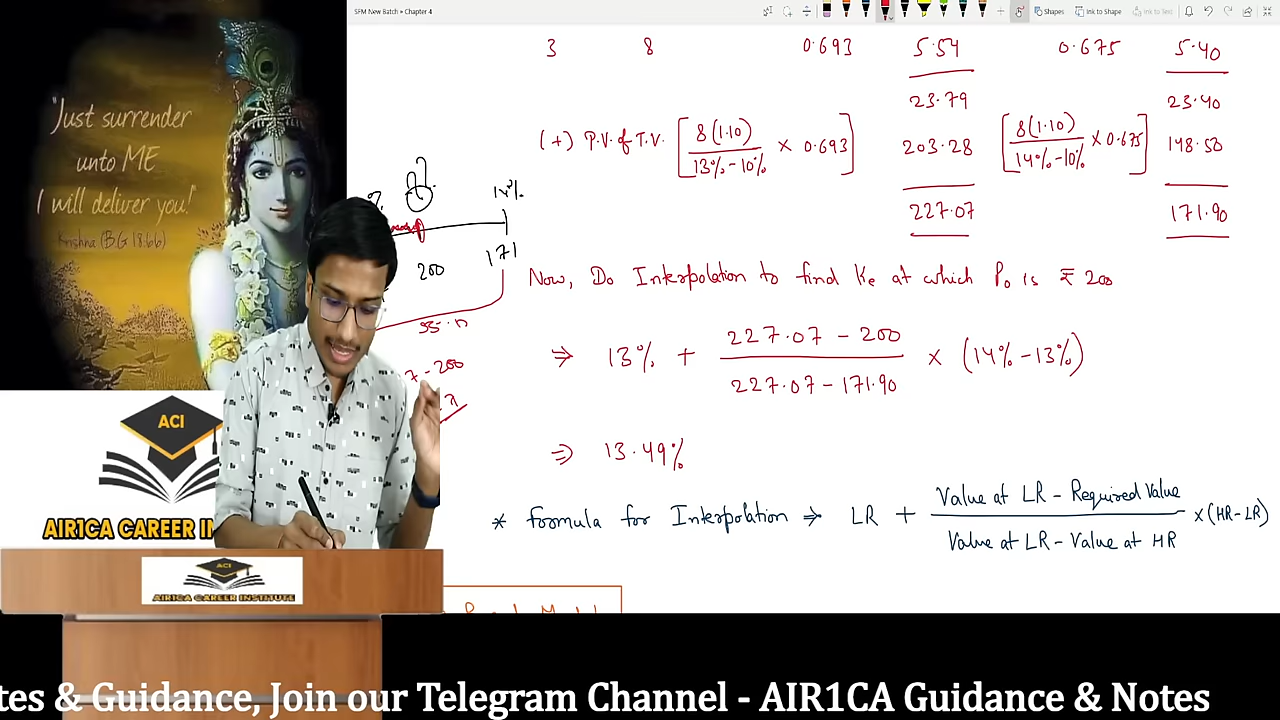 SFM New Batch » Chapter 4
Shapes
Ink to Shape
Ink to Text
"Just surrender
unto ME
I will deliver you!"
- Krishna (B.G 18:66)
3 8 0.693 5.54 0.675 5.40
23.79 23.40
(+) P.V. of T.V. [8(1.10) / 13% - 10% × 0.693] 203.28 [8(1.10) / 14% - 10% × 0.675] 148.50
227.07 171.90
14%
200 171
Now, Do Interpolation to find Ke at which P0 is ₹ 200
⇒ 13% + 227.07 - 200 / 227.07 - 171.90 × (14% - 13%)
⇒ 13.49%
* Formula for Interpolation ⇒ LR + Value at LR - Required Value / Value at LR - Value at HR × (HR - LR)
ACI
AIR1CA CAREER IN
ACI
AIR1CA CAREER INSTITUTE
tes & Guidance, Join our Telegram Channel - AIR1CA Guidance & Notes